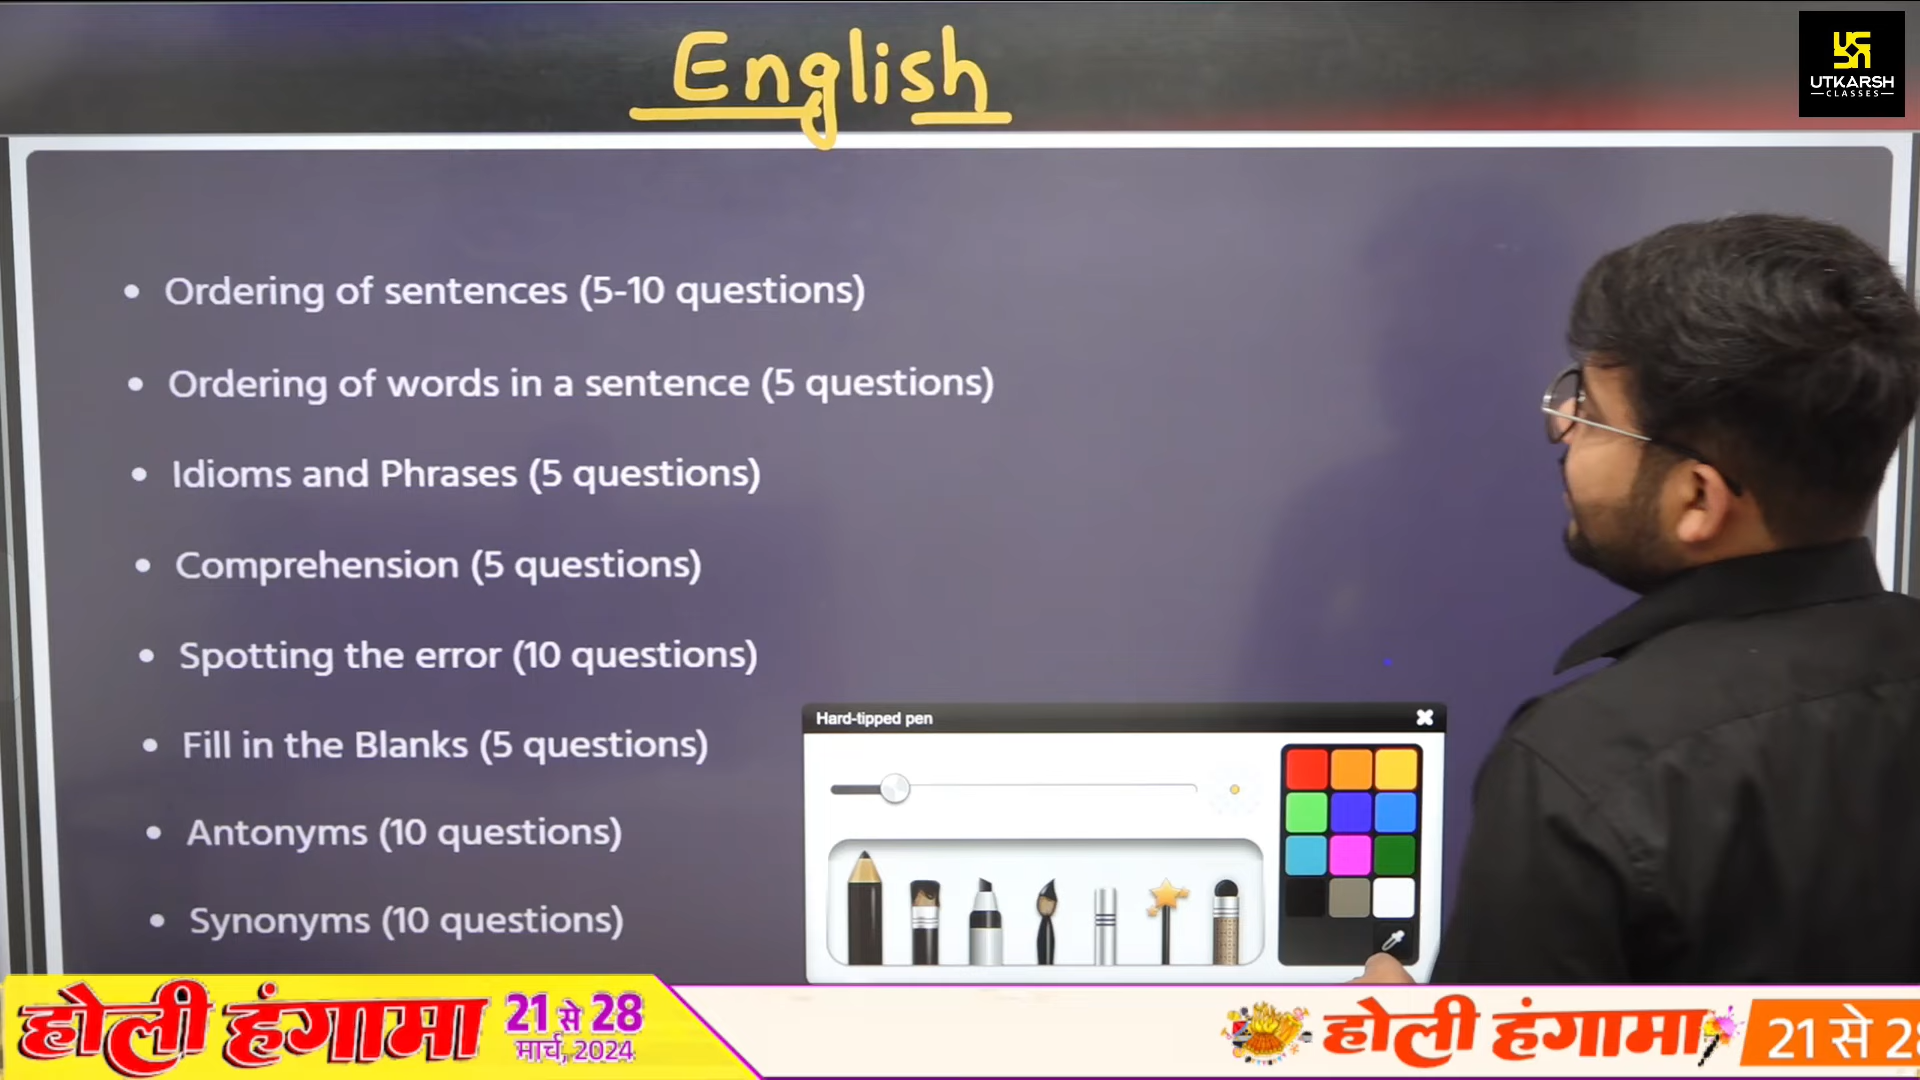 English
UTKARSH
CLASSES
• Ordering of sentences (5-10 questions)
• Ordering of words in a sentence (5 questions)
• Idioms and Phrases (5 questions)
• Comprehension (5 questions)
• Spotting the error (10 questions)
• Fill in the Blanks (5 questions)
• Antonyms (10 questions)
• Synonyms (10 questions)
Hard-tipped pen
होली हंगामा 21 से 28
मार्च, 2024
होली हंगामा 21 से 28